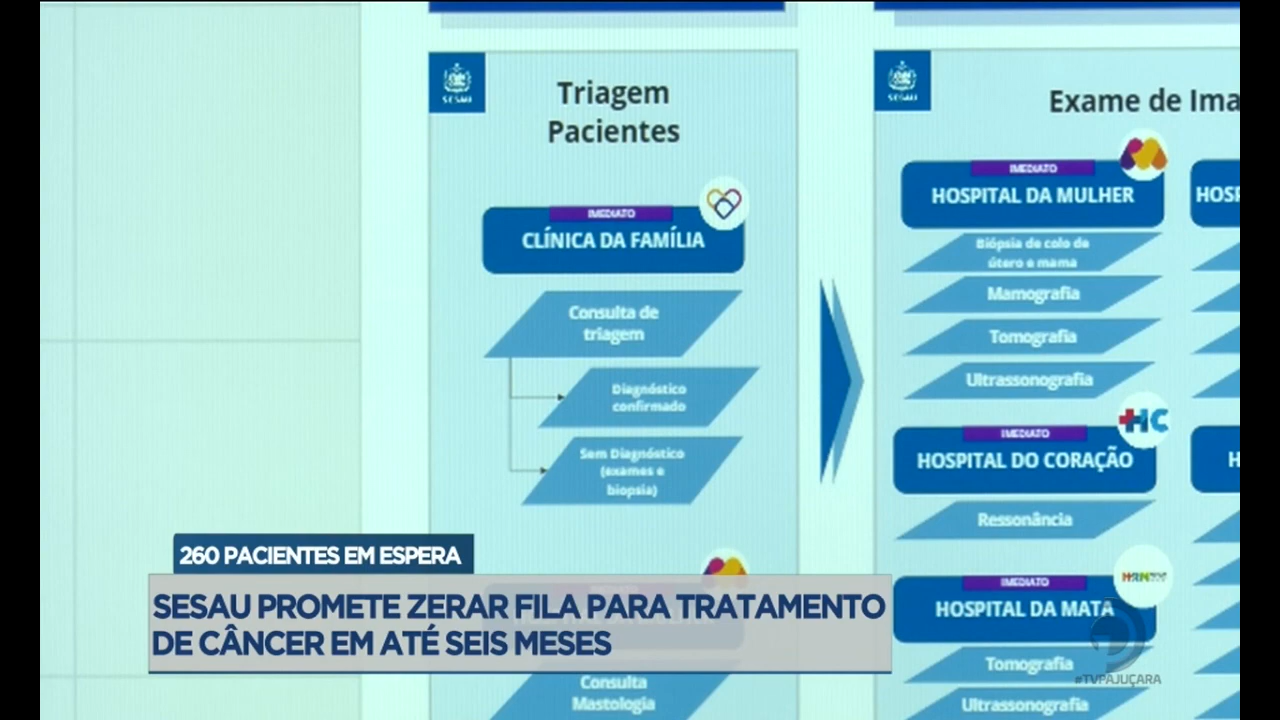 SESAU
Triagem
Pacientes
IMEDIATO
CLÍNICA DA FAMÍLIA
Consulta de
triagem
Diagnóstico
confirmado
Sem Diagnóstico
(exames e
biopsia)
Consulta
Mastologia
SESAU
Exame de Ima
IMEDIATO
HOSPITAL DA MULHER
HOSP
Biópsia de colo de
útero e mama
Mamografia
Tomografia
Ultrassonografia
HC
IMEDIATO
HOSPITAL DO CORAÇÃO
H
Ressonância
IMEDIATO
HOSPITAL DA MATA
Tomografia
Ultrassonografia
260 PACIENTES EM ESPERA
SESAU PROMETE ZERAR FILA PARA TRATAMENTO
DE CÂNCER EM ATÉ SEIS MESES
#TVPAJUÇARA